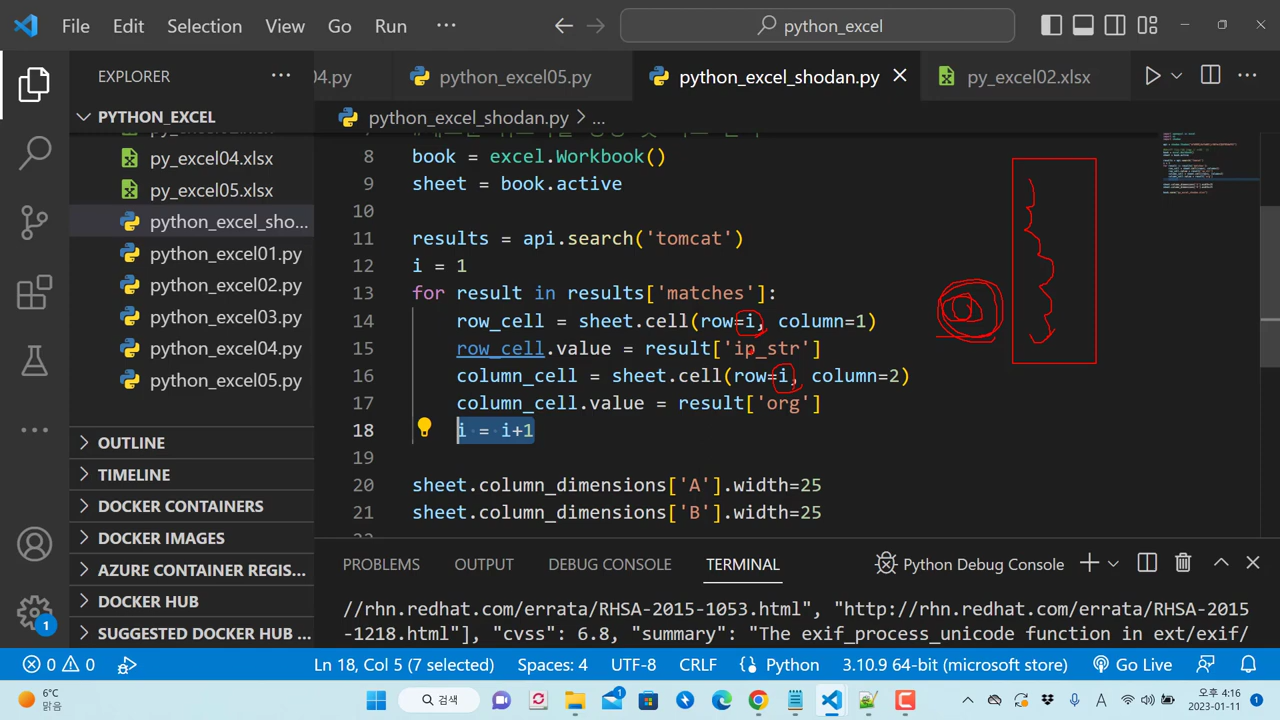 File Edit Selection View Go Run ··· python_excel
EXPLORER ···
04.py python_excel05.py python_excel_shodan.py py_excel02.xlsx ···
PYTHON_EXCEL
py_excel04.xlsx
py_excel05.xlsx
python_excel_sho...
python_excel01.py
python_excel02.py
python_excel03.py
python_excel04.py
python_excel05.py
OUTLINE
TIMELINE
DOCKER CONTAINERS
DOCKER IMAGES
AZURE CONTAINER REGIS...
DOCKER HUB
SUGGESTED DOCKER HUB ...
1
python_excel_shodan.py > ...
8 book = excel.Workbook()
9 sheet = book.active
10
11 results = api.search('tomcat')
12 i = 1
13 for result in results['matches']:
14 row_cell = sheet.cell(row=i, column=1)
15 row_cell.value = result['ip_str']
16 column_cell = sheet.cell(row=i, column=2)
17 column_cell.value = result['org']
18 i = i+1
19
20 sheet.column_dimensions['A'].width=25
21 sheet.column_dimensions['B'].width=25
PROBLEMS OUTPUT DEBUG CONSOLE TERMINAL Python Debug Console
//rhn.redhat.com/errata/RHSA-2015-1053.html", "http://rhn.redhat.com/errata/RHSA-2015
-1218.html"], "cvss": 6.8, "summary": "The exif_process_unicode function in ext/exif/
0 0 Ln 18, Col 5 (7 selected) Spaces: 4 UTF-8 CRLF Python 3.10.9 64-bit (microsoft store) Go Live
6°C
맑음
검색
1
A
오후 4:16
2023-01-11
1